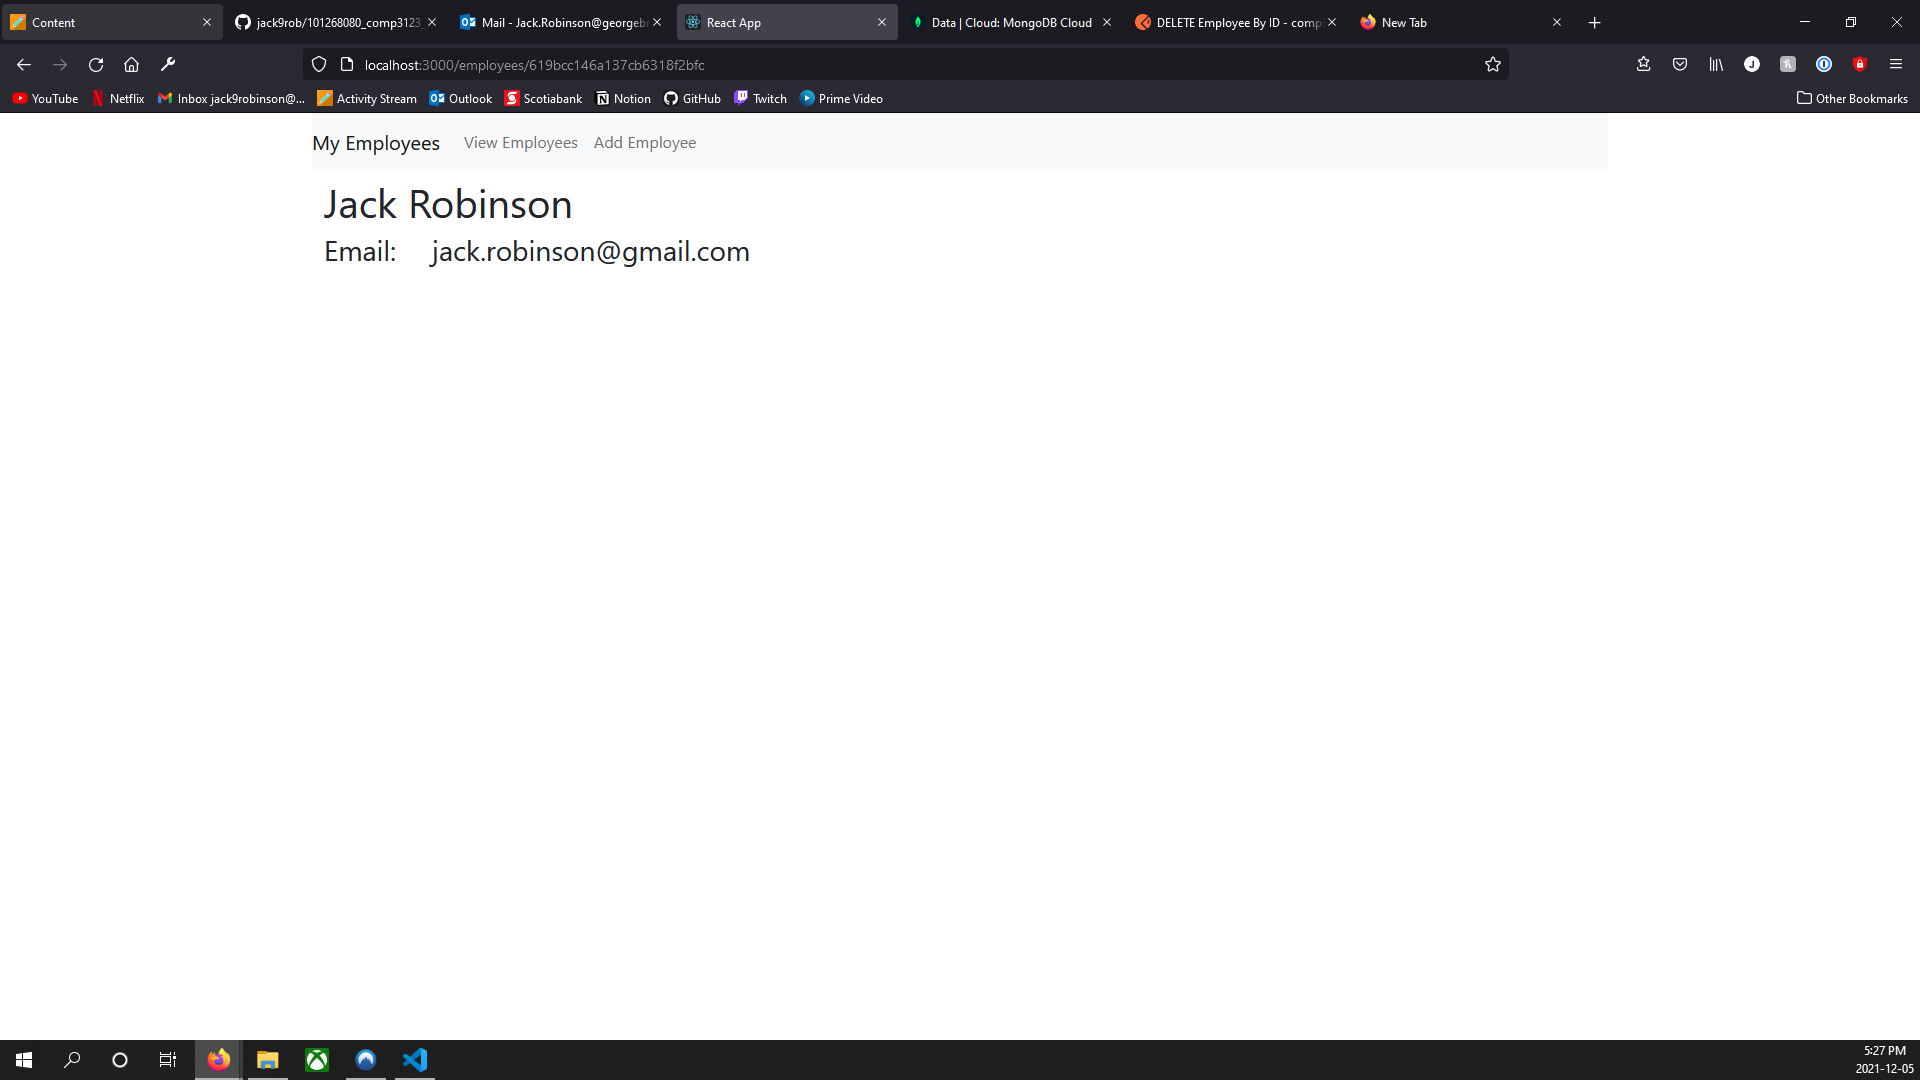 Content
jack9rob/101268080_comp3123_
Mail - Jack.Robinson@georgebr
React App
Data | Cloud: MongoDB Cloud
DELETE Employee By ID - comp
New Tab
localhost:3000/employees/619bcc146a137cb6318f2bfc
YouTube
Netflix
Inbox jack9robinson@...
Activity Stream
Outlook
Scotiabank
Notion
GitHub
Twitch
Prime Video
Other Bookmarks
My Employees
View Employees
Add Employee
Jack Robinson
Email: jack.robinson@gmail.com
5:27 PM
2021-12-05